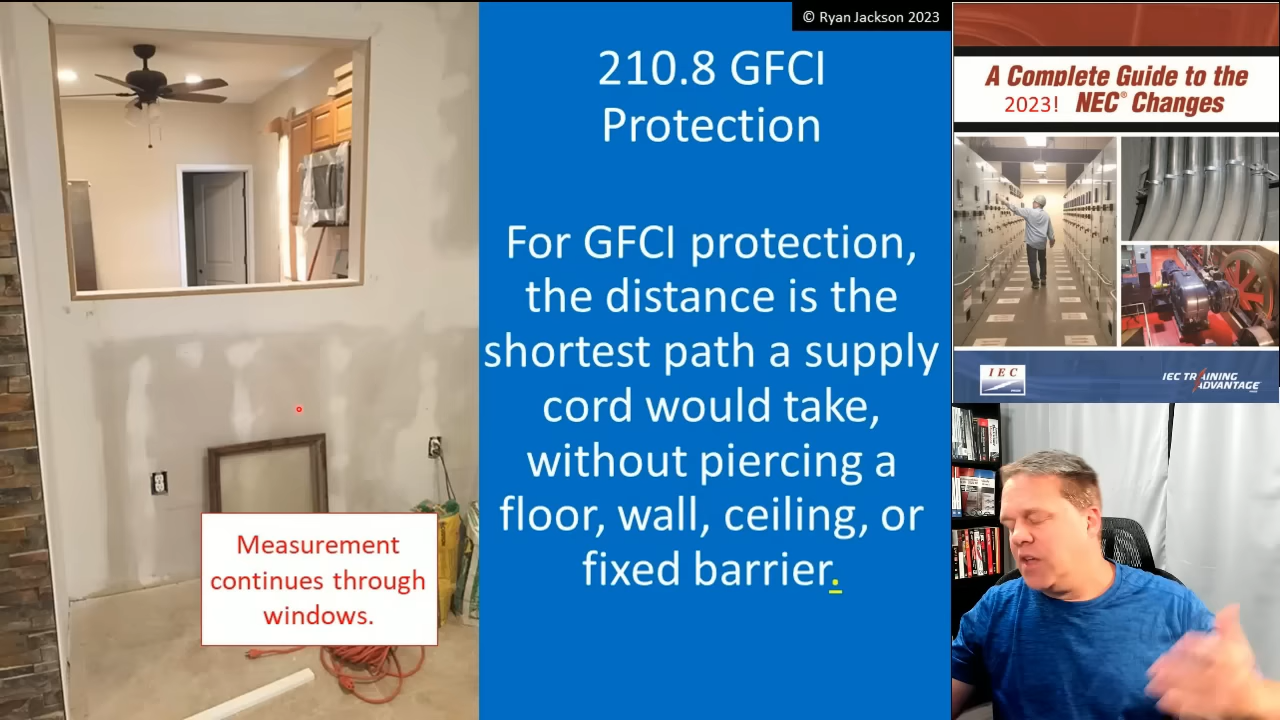 © Ryan Jackson 2023
210.8 GFCI
Protection
For GFCI protection,
the distance is the
shortest path a supply
cord would take,
without piercing a
floor, wall, ceiling, or
fixed barrier.
Measurement
continues through
windows.
A Complete Guide to the
2023! NEC® Changes
IEC
IEC TRAINING
ADVANTAGE